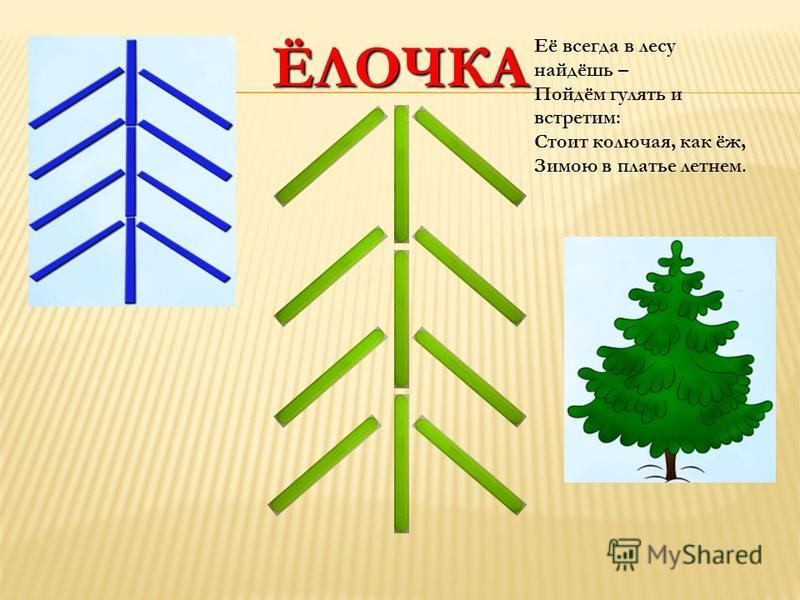 ЁЛОЧКА
Её всегда в лесу
найдёшь –
Пойдём гулять и
встретим:
Стоит колючая, как ёж,
Зимою в платье летнем.
MyShared